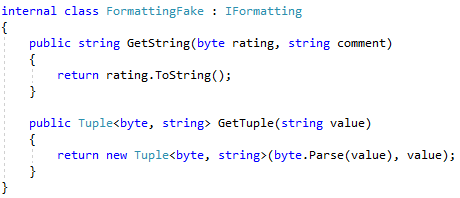 internal class FormattingFake : IFormatting
{
    public string GetString(byte rating, string comment)
    {
        return rating.ToString();
    }

    public Tuple<byte, string> GetTuple(string value)
    {
        return new Tuple<byte, string>(byte.Parse(value), value);
    }
}